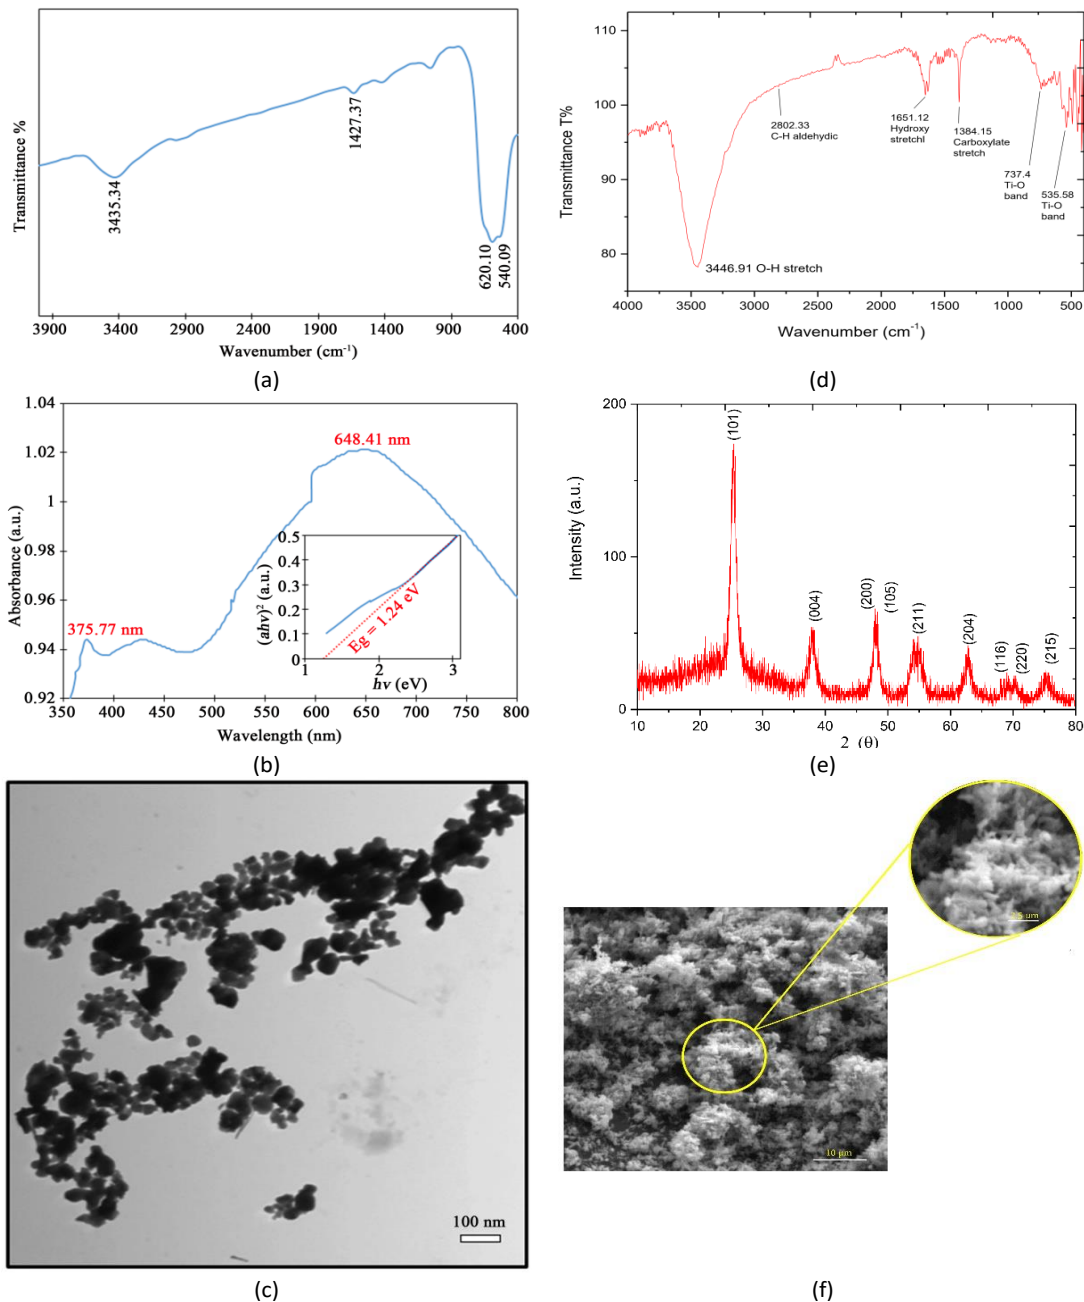 Transmittance %
3435.34
1427.37
620.10
540.09
3900 3400 2900 2400 1900 1400 900 400
Wavenumber (cm-1)
(a)
Transmittance T%
110
100
90
80
2802.33
C-H aldehydic
1651.12
Hydroxy
stretchl
1384.15
Carboxylate
stretch
737.4
Ti-O
band
535.58
Ti-O
band
3446.91 O-H stretch
4000 3500 3000 2500 2000 1500 1000 500
Wavenumber (cm-1)
(d)
Absorbance (a.u.)
1.04
1.02
1
0.98
0.96
0.94
0.92
648.41 nm
375.77 nm
(ahv)2 (a.u.)
0.5
0.4
0.3
0.2
0.1
0
Eg = 1.24 eV
1 2 3
hv (eV)
350 400 450 500 550 600 650 700 750 800
Wavelength (nm)
(b)
Intensity (a.u.)
200
100
0
(101)
(004)
(200)
(105)
(211)
(204)
(116)
(220)
(215)
10 20 30 40 50 60 70 80
2 (θ)
(e)
100 nm
(c)
10 µm
(f)